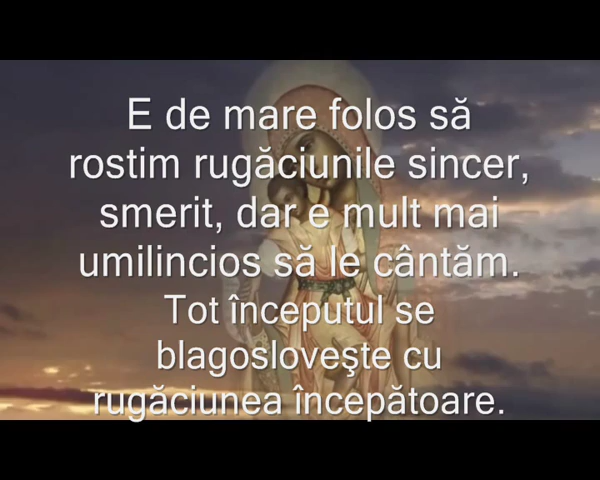 E de mare folos să
rostim rugăciunile sincer,
smerit, dar e mult mai
umilincios să le cântăm.
Tot începutul se
blagosloveşte cu
rugăciunea începătoare.